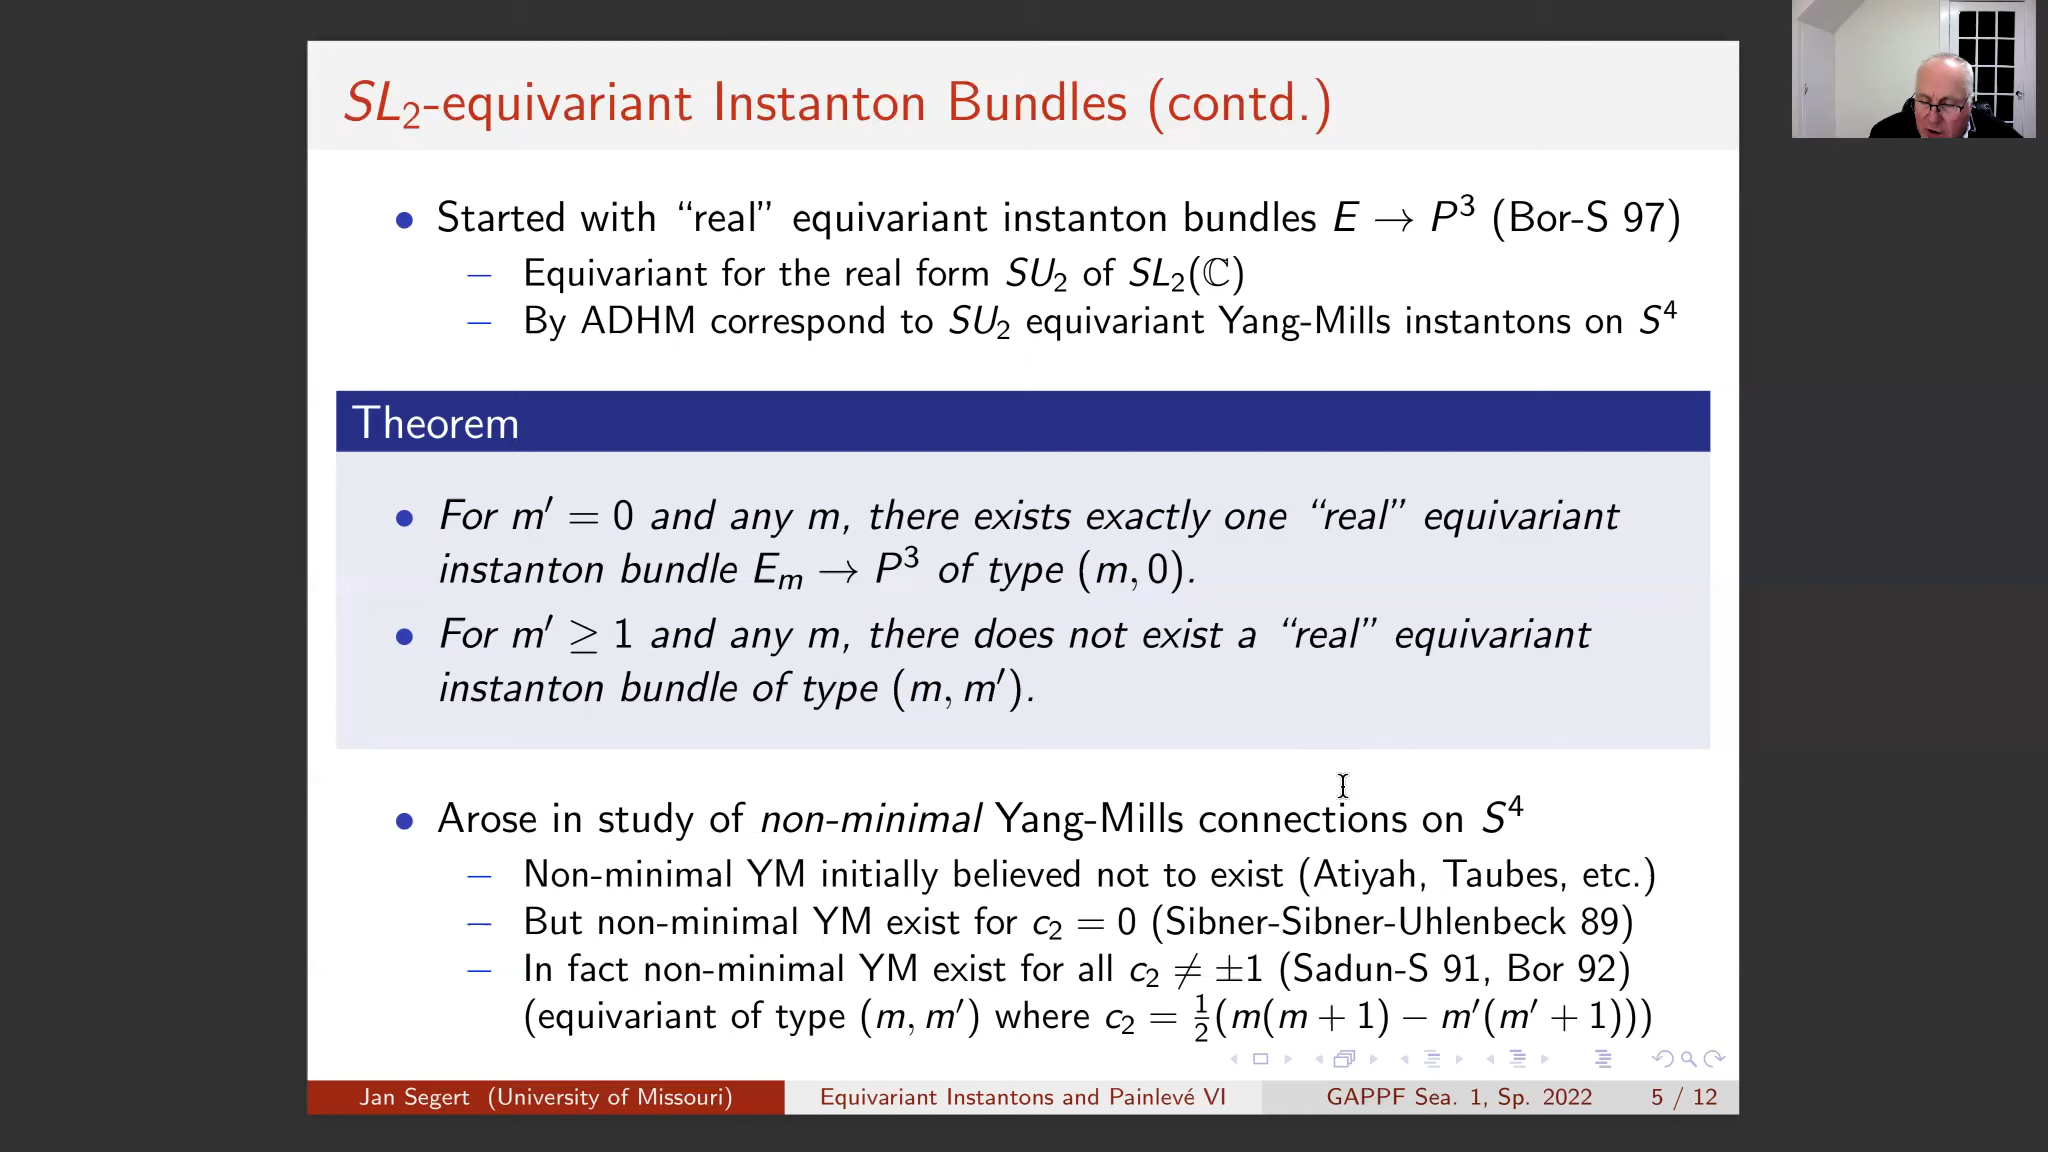 SL₂-equivariant Instanton Bundles (contd.)
• Started with “real” equivariant instanton bundles E → P³ (Bor-S 97)
– Equivariant for the real form SU₂ of SL₂(ℂ)
– By ADHM correspond to SU₂ equivariant Yang-Mills instantons on S⁴
Theorem
• For m′ = 0 and any m, there exists exactly one “real” equivariant
instanton bundle Eₘ → P³ of type (m, 0).
• For m′ ≥ 1 and any m, there does not exist a “real” equivariant
instanton bundle of type (m, m′).
• Arose in study of non-minimal Yang-Mills connections on S⁴
– Non-minimal YM initially believed not to exist (Atiyah, Taubes, etc.)
– But non-minimal YM exist for c₂ = 0 (Sibner-Sibner-Uhlenbeck 89)
– In fact non-minimal YM exist for all c₂ ≠ ±1 (Sadun-S 91, Bor 92)
(equivariant of type (m, m′) where c₂ = ½(m(m + 1) − m′(m′ + 1)))
Jan Segert (University of Missouri) Equivariant Instantons and Painlevé VI GAPPF Sea. 1, Sp. 2022 5 / 12